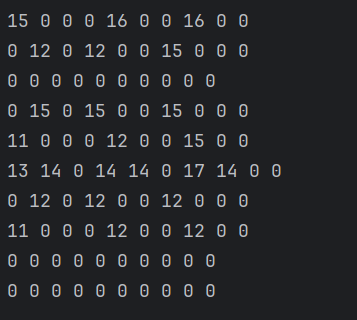 15 0 0 0 16 0 0 16 0 0
0 12 0 12 0 0 15 0 0 0
0 0 0 0 0 0 0 0 0 0
0 15 0 15 0 0 15 0 0 0
11 0 0 0 12 0 0 15 0 0
13 14 0 14 14 0 17 14 0 0
0 12 0 12 0 0 12 0 0 0
11 0 0 0 12 0 0 12 0 0
0 0 0 0 0 0 0 0 0 0
0 0 0 0 0 0 0 0 0 0